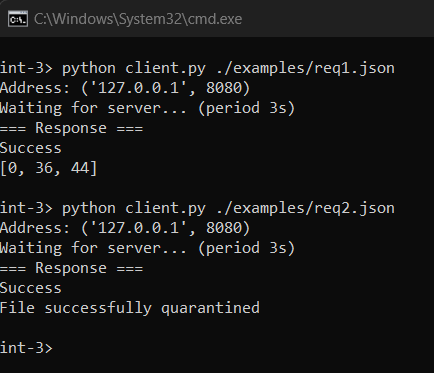 C:\Windows\System32\cmd.exe
int-3> python client.py ./examples/req1.json
Address: ('127.0.0.1', 8080)
Waiting for server... (period 3s)
=== Response ===
Success
[0, 36, 44]
int-3> python client.py ./examples/req2.json
Address: ('127.0.0.1', 8080)
Waiting for server... (period 3s)
=== Response ===
Success
File successfully quarantined
int-3>